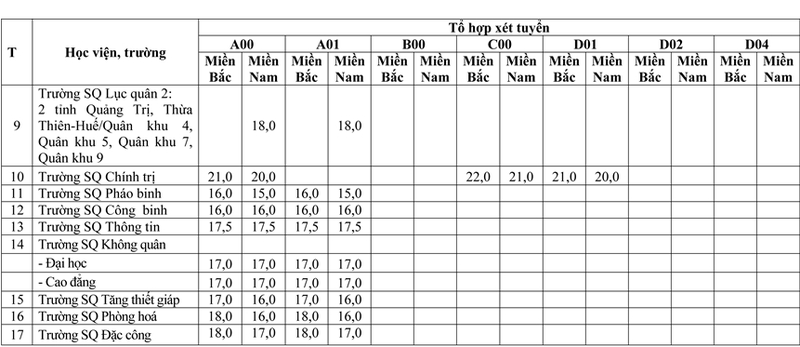 T Học viện, trường Tổ hợp xét tuyển
A00 A01 B00 C00 D01 D02 D04
Miền Bắc Miền Nam Miền Bắc Miền Nam Miền Bắc Miền Nam Miền Bắc Miền Nam Miền Bắc Miền Nam Miền Bắc Miền Nam Miền Bắc Miền Nam
Trường SQ Lục quân 2:
2 tỉnh Quảng Trị, Thừa
9 Thiên-Huế/Quân khu 4, 18,0 18,0
Quân khu 5, Quân khu 7,
Quân khu 9
10 Trường SQ Chính trị 21,0 20,0 22,0 21,0 21,0 20,0
11 Trường SQ Pháo binh 16,0 15,0 16,0 15,0
12 Trường SQ Công binh 16,0 16,0 16,0 16,0
13 Trường SQ Thông tin 17,5 17,5 17,5 17,5
14 Trường SQ Không quân
- Đại học 17,0 17,0 17,0 17,0
- Cao đẳng 17,0 17,0 17,0 17,0
15 Trường SQ Tăng thiết giáp 17,0 16,0 17,0 16,0
16 Trường SQ Phòng hoá 18,0 16,0 18,0 16,0
17 Trường SQ Đặc công 18,0 17,0 18,0 17,0